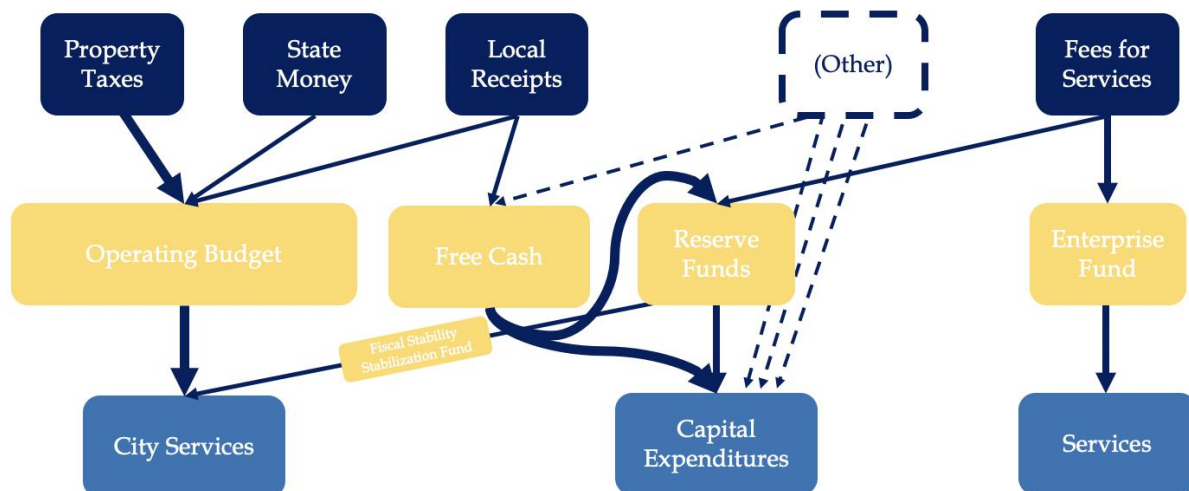 Property
Taxes
State
Money
Local
Receipts
(Other)
Fees for
Services
Operating Budget
Free Cash
Reserve
Funds
Enterprise
Fund
Fiscal Stability
Stabilization Fund
City Services
Capital
Expenditures
Services